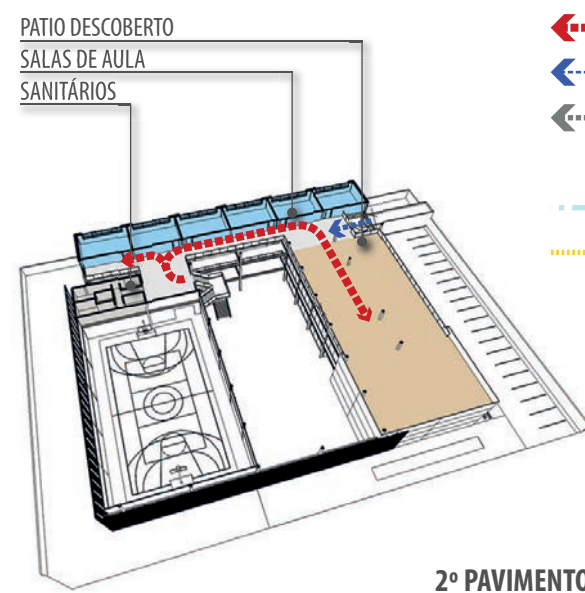 PATIO DESCOBERTO
SALAS DE AULA
SANITÁRIOS
2º PAVIMENTO